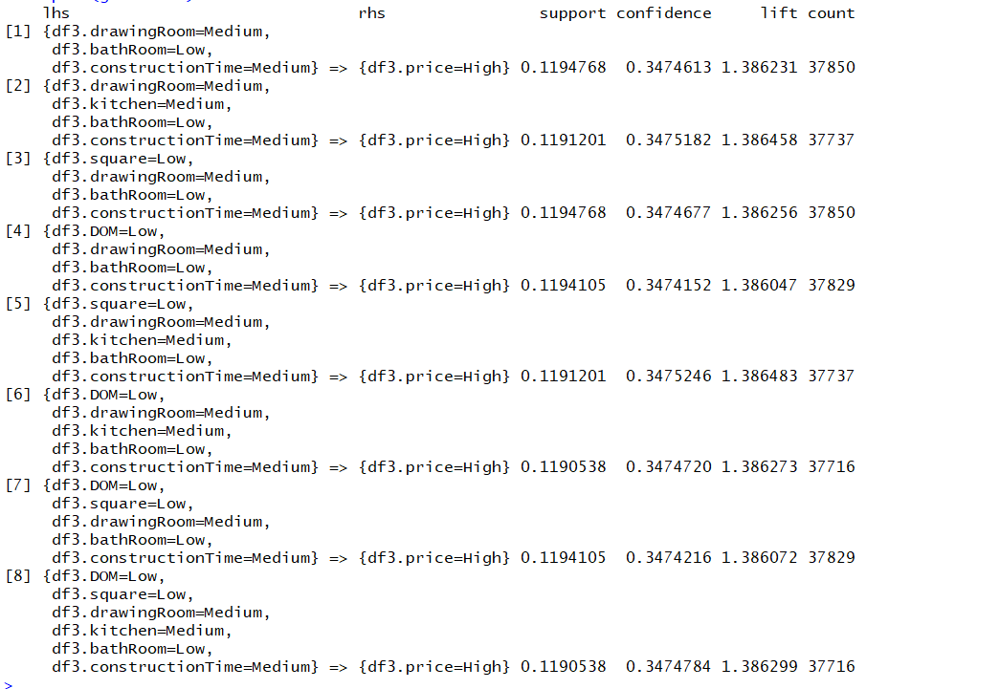 lhs rhs support confidence lift count
[1] {df3.drawingRoom=Medium,
df3.bathRoom=Low,
df3.constructionTime=Medium} => {df3.price=High} 0.1194768 0.3474613 1.386231 37850
[2] {df3.drawingRoom=Medium,
df3.kitchen=Medium,
df3.bathRoom=Low,
df3.constructionTime=Medium} => {df3.price=High} 0.1191201 0.3475182 1.386458 37737
[3] {df3.square=Low,
df3.drawingRoom=Medium,
df3.bathRoom=Low,
df3.constructionTime=Medium} => {df3.price=High} 0.1194768 0.3474677 1.386256 37850
[4] {df3.DOM=Low,
df3.drawingRoom=Medium,
df3.bathRoom=Low,
df3.constructionTime=Medium} => {df3.price=High} 0.1194105 0.3474152 1.386047 37829
[5] {df3.square=Low,
df3.drawingRoom=Medium,
df3.kitchen=Medium,
df3.bathRoom=Low,
df3.constructionTime=Medium} => {df3.price=High} 0.1191201 0.3475246 1.386483 37737
[6] {df3.DOM=Low,
df3.drawingRoom=Medium,
df3.kitchen=Medium,
df3.bathRoom=Low,
df3.constructionTime=Medium} => {df3.price=High} 0.1190538 0.3474720 1.386273 37716
[7] {df3.DOM=Low,
df3.square=Low,
df3.drawingRoom=Medium,
df3.bathRoom=Low,
df3.constructionTime=Medium} => {df3.price=High} 0.1194105 0.3474216 1.386072 37829
[8] {df3.DOM=Low,
df3.square=Low,
df3.drawingRoom=Medium,
df3.kitchen=Medium,
df3.bathRoom=Low,
df3.constructionTime=Medium} => {df3.price=High} 0.1190538 0.3474784 1.386299 37716
>